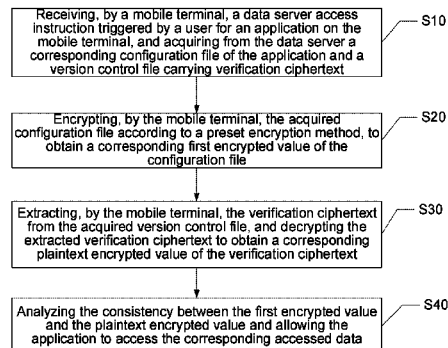 Receiving, by a mobile terminal, a data server access
instruction triggered by a user for an application on the
mobile terminal, and acquiring from the data server a
corresponding configuration file of the application and a
version control file carrying verification ciphertext
S10
Encrypting, by the mobile terminal, the acquired
configuration file according to a preset encryption method, to
obtain a corresponding first encrypted value of the
configuration file
S20
Extracting, by the mobile terminal, the verification ciphertext
from the acquired version control file, and decrypting the
extracted verification ciphertext to obtain a corresponding
plaintext encrypted value of the verification ciphertext
S30
Analyzing the consistency between the first encrypted value
and the plaintext encrypted value and allowing the
application to access the corresponding accessed data
S40